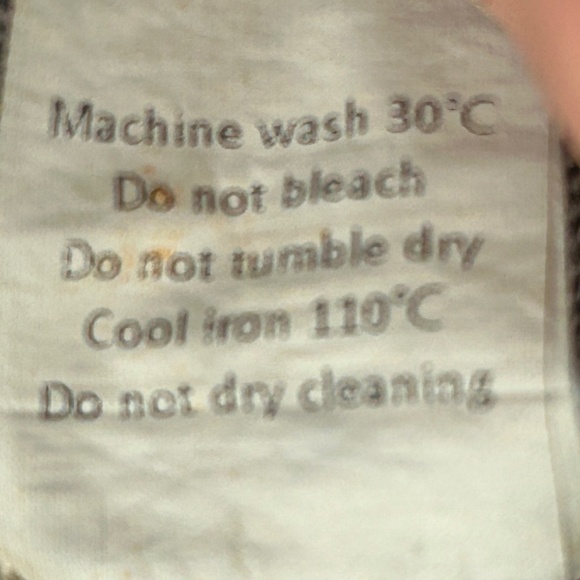 Machine wash 30°C
Do not bleach
Do not tumble dry
Cool iron 110°C
Do not dry cleaning